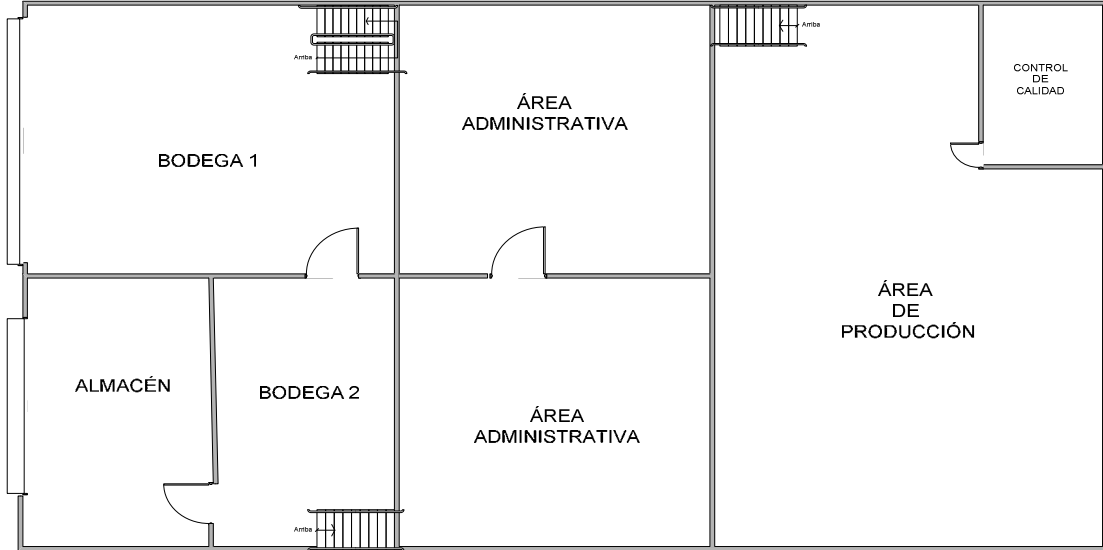 Arriba
Arriba
BODEGA 1
ÁREA
ADMINISTRATIVA
CONTROL
DE
CALIDAD
ALMACÉN
BODEGA 2
ÁREA
ADMINISTRATIVA
ÁREA
DE
PRODUCCIÓN
Arriba